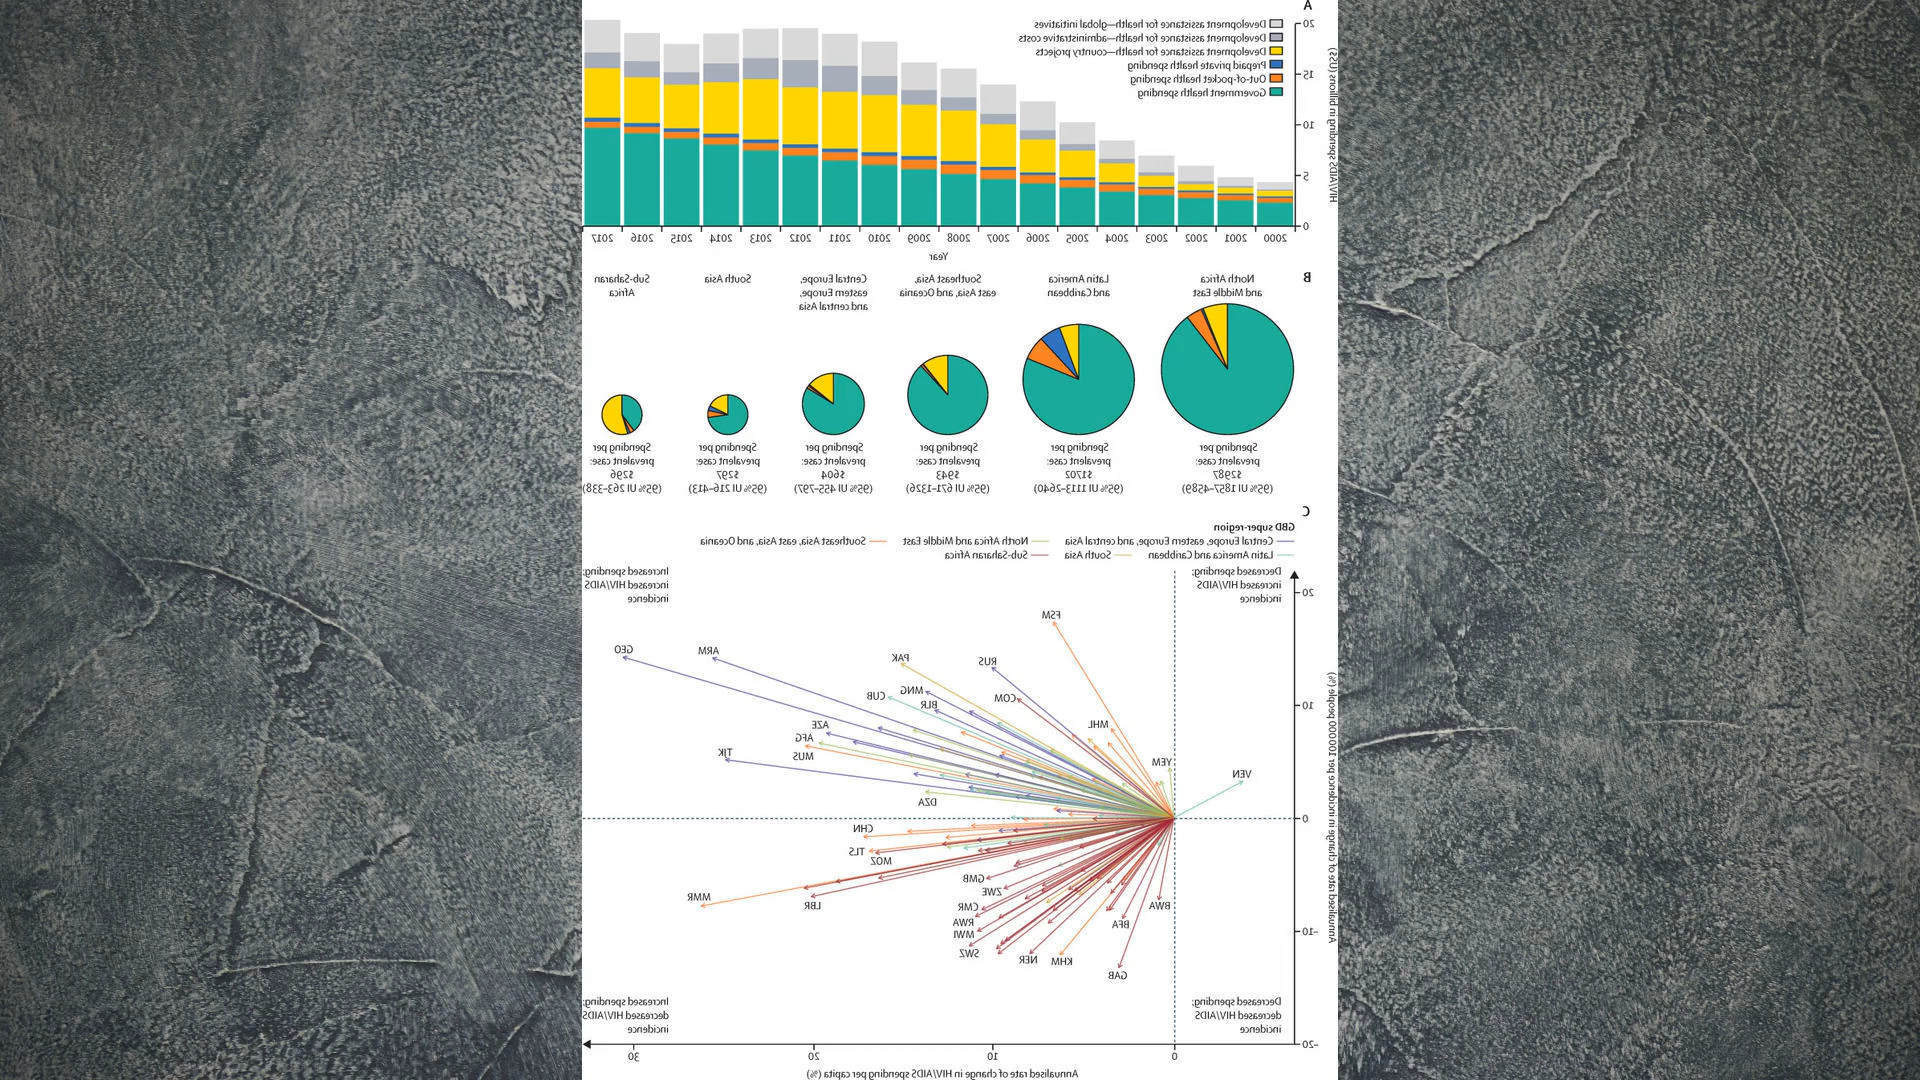 A
20
15
10
5
0
HIV/AIDS spending in billions (US$)
Development assistance for health—global initiatives
Development assistance for health—administrative costs
Development assistance for health—country projects
Prepaid private health spending
Out-of-pocket health spending
Government health spending
2000 2001 2002 2003 2004 2005 2006 2007 2008 2009 2010 2011 2012 2013 2014 2015 2016 2017
Year
B
North Africa
and Middle East
Spending per
prevalent case:
$2987
(95% UI 1857–4589)
Latin America
and Caribbean
Spending per
prevalent case:
$1702
(95% UI 1113–2640)
Southeast Asia,
east Asia, and Oceania
Spending per
prevalent case:
$943
(95% UI 671–1326)
Central Europe,
eastern Europe,
and central Asia
Spending per
prevalent case:
$604
(95% UI 455–797)
South Asia
Spending per
prevalent case:
$297
(95% UI 216–413)
Sub-Saharan
Africa
Spending per
prevalent case:
$296
(95% UI 263–338
C
GBD super-region
Central Europe, eastern Europe, and central Asia
North Africa and Middle East
Southeast Asia, east Asia, and Oceania
Latin America and Caribbean
South Asia
Sub-Saharan Africa
Decreased spending;
increased HIV/AIDS
incidence
Increased spending;
increased HIV/AIDS
incidence
20
10
0
–10
–20
Annualised rate of change in incidence per 100 000 people (%)
FSM
GEO
ARM
PAK
RUS
CUB
MNG
COM
BLR
MHL
AZE
AFG
MUS
TJK
YEM
VEN
DZA
CHN
TLS
MOZ
GMB
ZWE
MMR
LBR
CMR
BWA
RWA
BFA
MWI
SWZ
NER
KHM
GAB
Decreased spending;
decreased HIV/AIDS
incidence
Increased spending;
decreased HIV/AIDS
incidence
0 10 20 30
Annualised rate of change in HIV/AIDS spending per capita (%)